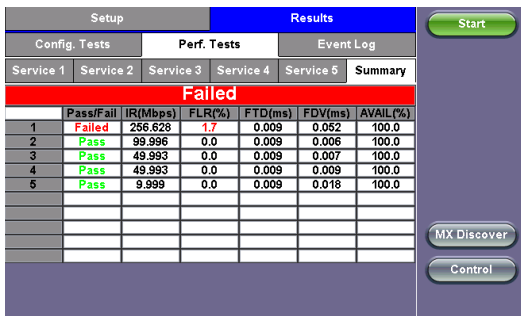 Setup Results
Start
Config. Tests Perf. Tests Event Log
Service 1 Service 2 Service 3 Service 4 Service 5 Summary
Failed
Pass/Fail IR(Mbps) FLR(%) FTD(ms) FDV(ms) AVAIL(%)
1 Failed 256.628 1.7 0.009 0.052 100.0
2 Pass 99.996 0.0 0.009 0.006 100.0
3 Pass 49.993 0.0 0.009 0.007 100.0
4 Pass 49.993 0.0 0.009 0.009 100.0
5 Pass 9.999 0.0 0.009 0.018 100.0
MX Discover
Control